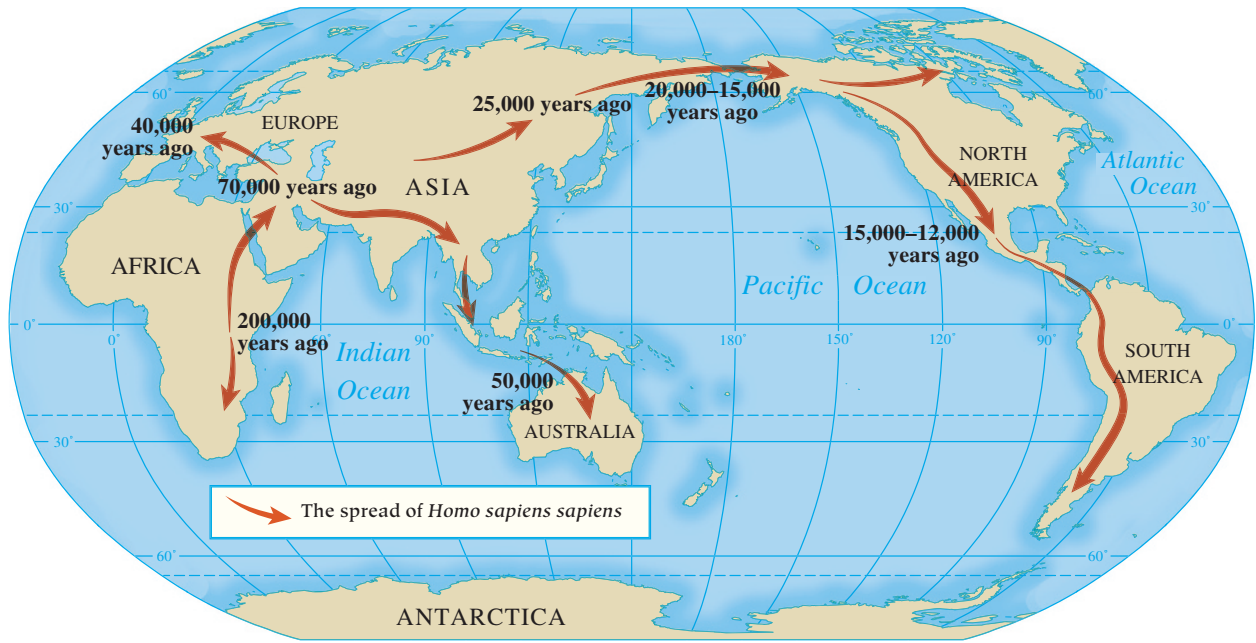 60°
60°
25,000 years ago
20,000–15,000
years ago
40,000
years ago
EUROPE
NORTH
AMERICA
Atlantic
Ocean
70,000 years ago
ASIA
30°
30°
15,000–12,000
years ago
AFRICA
Pacific Ocean
200,000
years ago
0°
0°
0°
60°
90°
180°
150°
120°
90°
Indian
Ocean
SOUTH
AMERICA
50,000
years ago
AUSTRALIA
30°
30°
The spread of Homo sapiens sapiens
60°
60°
ANTARCTICA